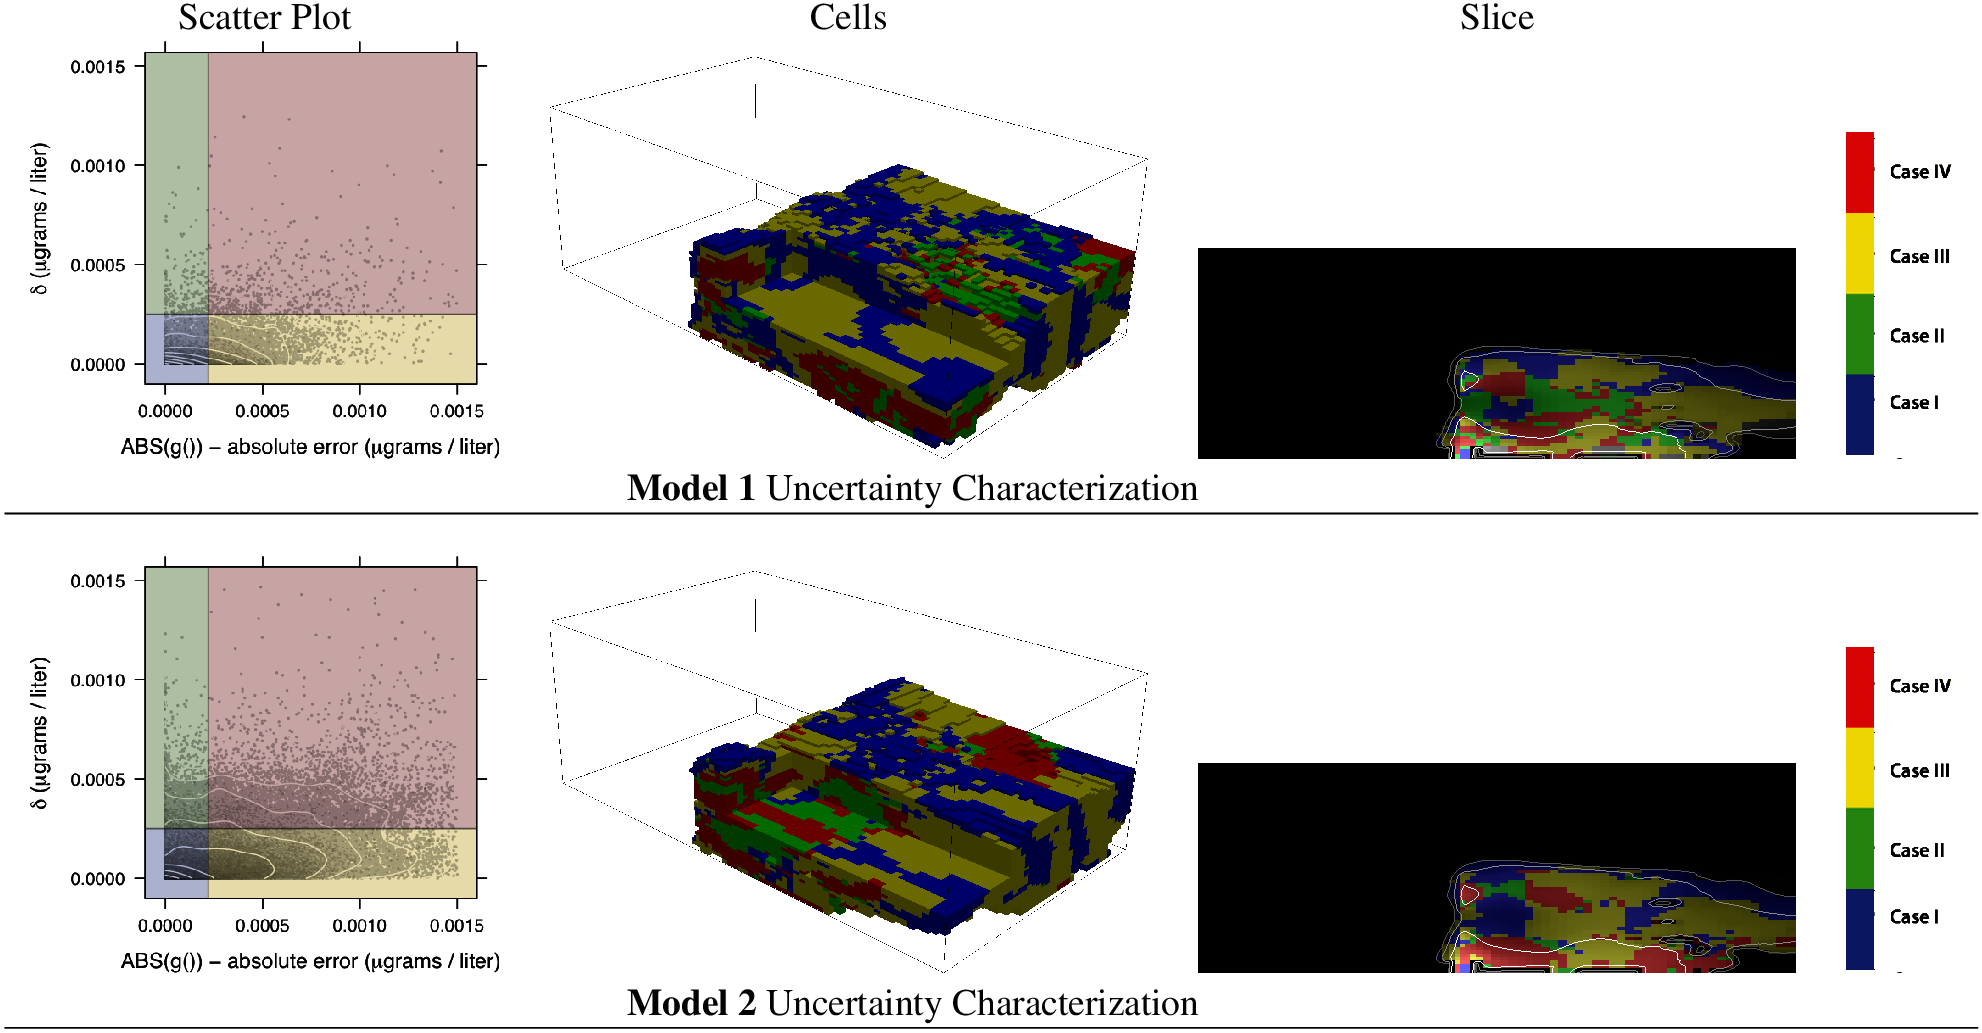 Scatter Plot Cells Slice
0.0015
0.0010
0.0005
0.0000
δ (μgrams / liter)
0.0000 0.0005 0.0010 0.0015
ABS(g()) – absolute error (μgrams / liter)
Case IV
Case III
Case II
Case I
Model 1 Uncertainty Characterization
0.0015
0.0010
0.0005
0.0000
δ (μgrams / liter)
0.0000 0.0005 0.0010 0.0015
ABS(g()) – absolute error (μgrams / liter)
Case IV
Case III
Case II
Case I
Model 2 Uncertainty Characterization